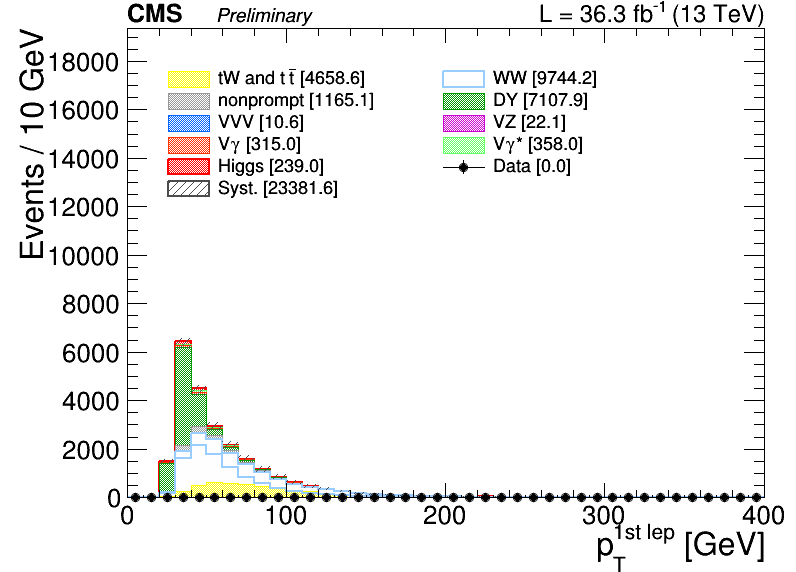 CMS Preliminary L = 36.3 fb⁻¹ (13 TeV)
Events / 10 GeV
18000
16000
14000
12000
10000
8000
6000
4000
2000
0
tW and t t̄ [4658.6] WW [9744.2]
nonprompt [1165.1] DY [7107.9]
VVV [10.6] VZ [22.1]
Vγ [315.0] Vγ* [358.0]
Higgs [239.0] Data [0.0]
Syst. [23381.6]
0 100 200 300 400
p_T^1st lep [GeV]